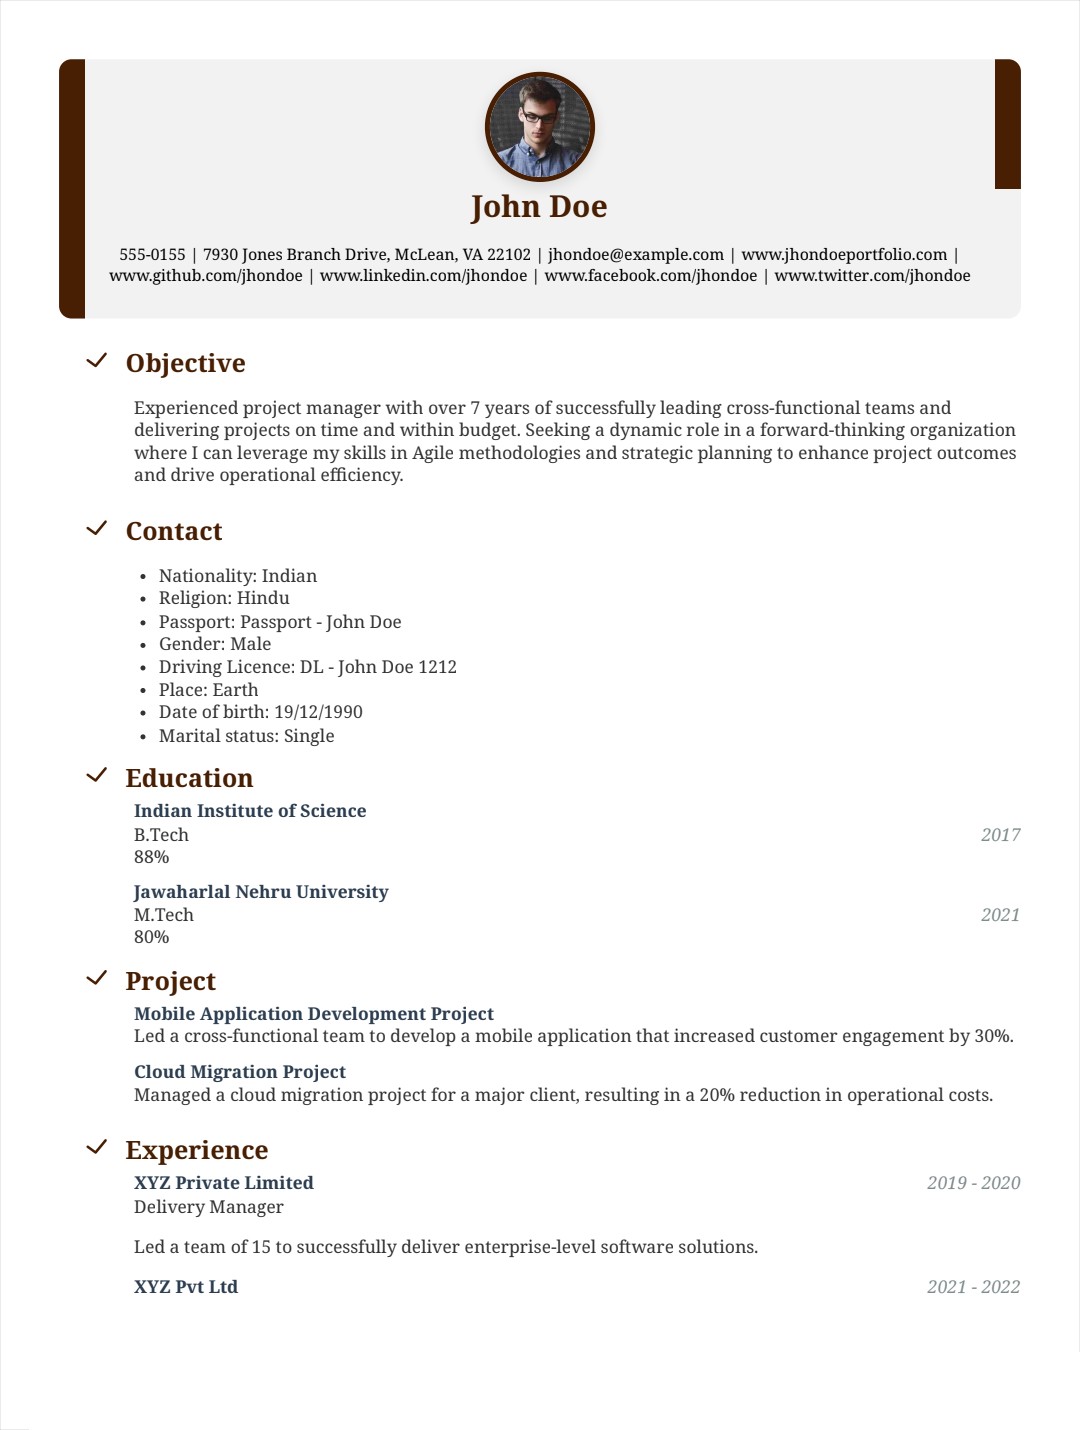 John Doe
555-0155 | 7930 Jones Branch Drive, McLean, VA 22102 | jhondoe@example.com | www.jhondoeportfolio.com |
www.github.com/jhondoe | www.linkedin.com/jhondoe | www.facebook.com/jhondoe | www.twitter.com/jhondoe
Objective
Experienced project manager with over 7 years of successfully leading cross-functional teams and
delivering projects on time and within budget. Seeking a dynamic role in a forward-thinking organization
where I can leverage my skills in Agile methodologies and strategic planning to enhance project outcomes
and drive operational efficiency.
Contact
• Nationality: Indian
• Religion: Hindu
• Passport: Passport - John Doe
• Gender: Male
• Driving Licence: DL - John Doe 1212
• Place: Earth
• Date of birth: 19/12/1990
• Marital status: Single
Education
Indian Institute of Science
B.Tech 2017
88%
Jawaharlal Nehru University
M.Tech 2021
80%
Project
Mobile Application Development Project
Led a cross-functional team to develop a mobile application that increased customer engagement by 30%.
Cloud Migration Project
Managed a cloud migration project for a major client, resulting in a 20% reduction in operational costs.
Experience
XYZ Private Limited 2019 - 2020
Delivery Manager
Led a team of 15 to successfully deliver enterprise-level software solutions.
XYZ Pvt Ltd 2021 - 2022